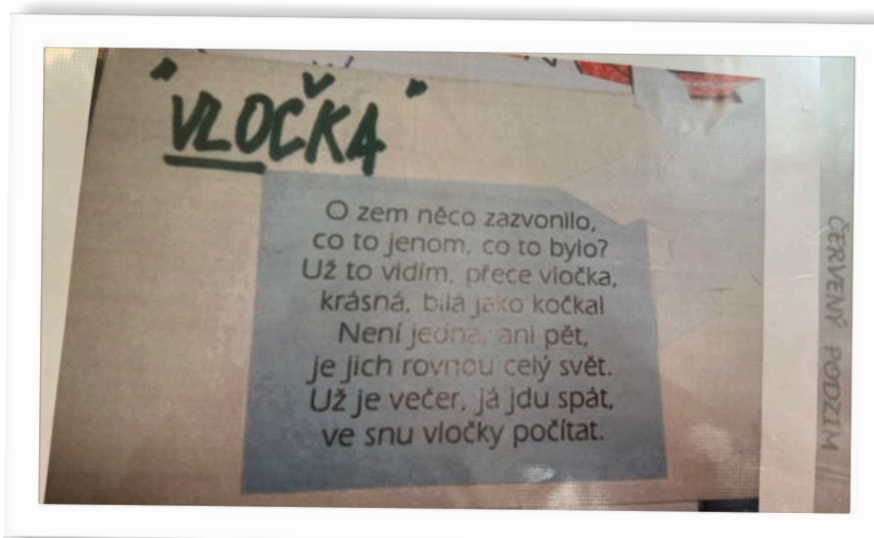 "VLOČKA"
O zem něco zazvonilo,
co to jenom, co to bylo?
Už to vidím, přece vločka,
krásná, bílá jako kočka!
Není jedna, ani pět,
je jich rovnou celý svět.
Už je večer, já jdu spát,
ve snu vločky počítat.
ČERVENÝ PODZIM